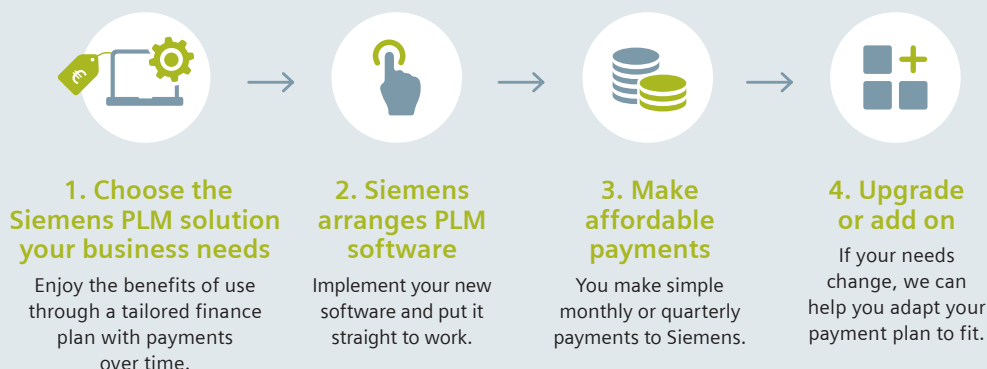 €
1. Choose the
Siemens PLM solution
your business needs
Enjoy the benefits of use
through a tailored finance
plan with payments
over time.
2. Siemens
arranges PLM
software
Implement your new
software and put it
straight to work.
3. Make
affordable
payments
You make simple
monthly or quarterly
payments to Siemens.
4. Upgrade
or add on
If your needs
change, we can
help you adapt your
payment plan to fit.